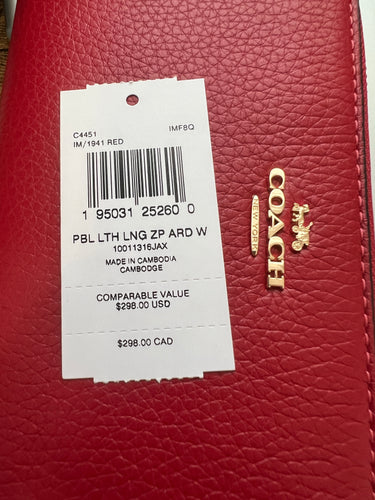 C4451 IMF8Q
IM/1941 RED
1 95031 25260 0
PBL LTH LNG ZP ARD W
10011316JAX
MADE IN CAMBODIA
CAMBODGE
COMPARABLE VALUE
$298.00 USD
$298.00 CAD
COACH
NEW YORK